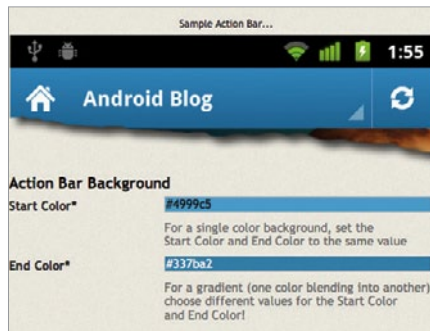 Sample Action Bar...
1:55
Android Blog
Action Bar Background
Start Color*
#4999c5
For a single color background, set the
Start Color and End Color to the same value
End Color*
#337ba2
For a gradient (one color blending into another)
choose different values for the Start Color
and End Color!